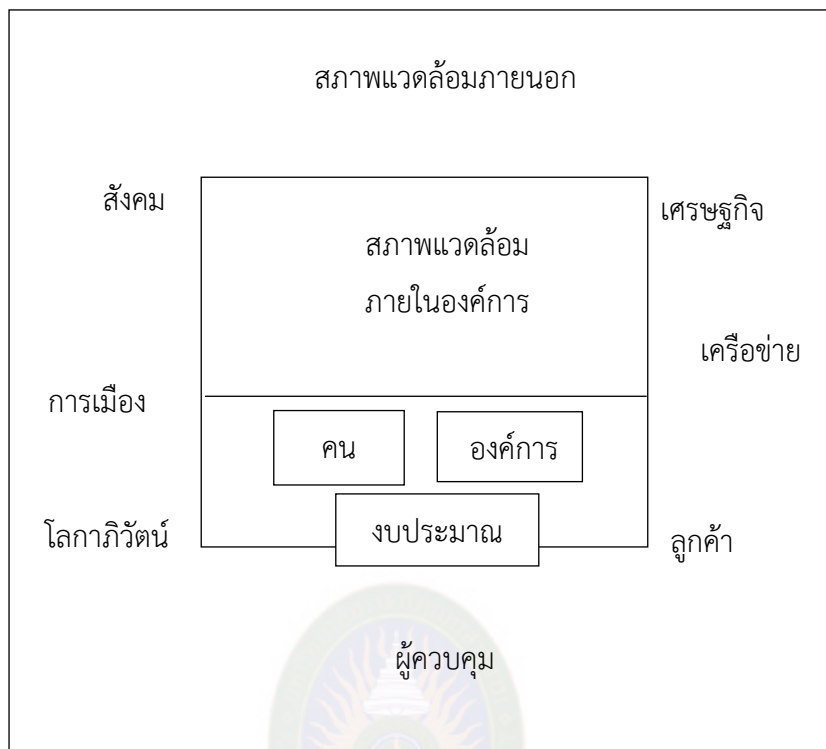 สภาพแวดล้อมภายนอก
สังคม
เศรษฐกิจ
สภาพแวดล้อม
ภายในองค์การ
เครือข่าย
การเมือง
คน
องค์การ
โลกาภิวัตน์
งบประมาณ
ลูกค้า
ผู้ควบคุม